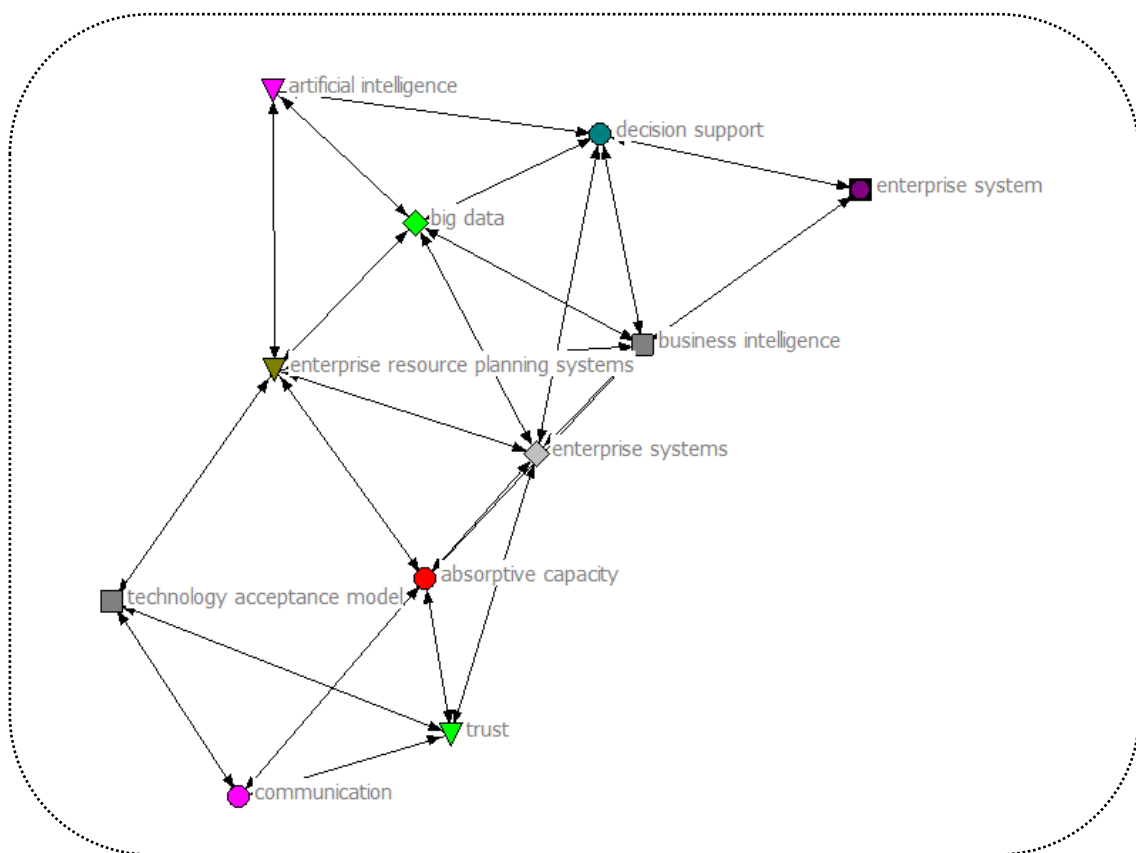 artificial intelligence
decision support
enterprise system
big data
business intelligence
enterprise resource planning systems
enterprise systems
absorptive capacity
technology acceptance model
trust
communication